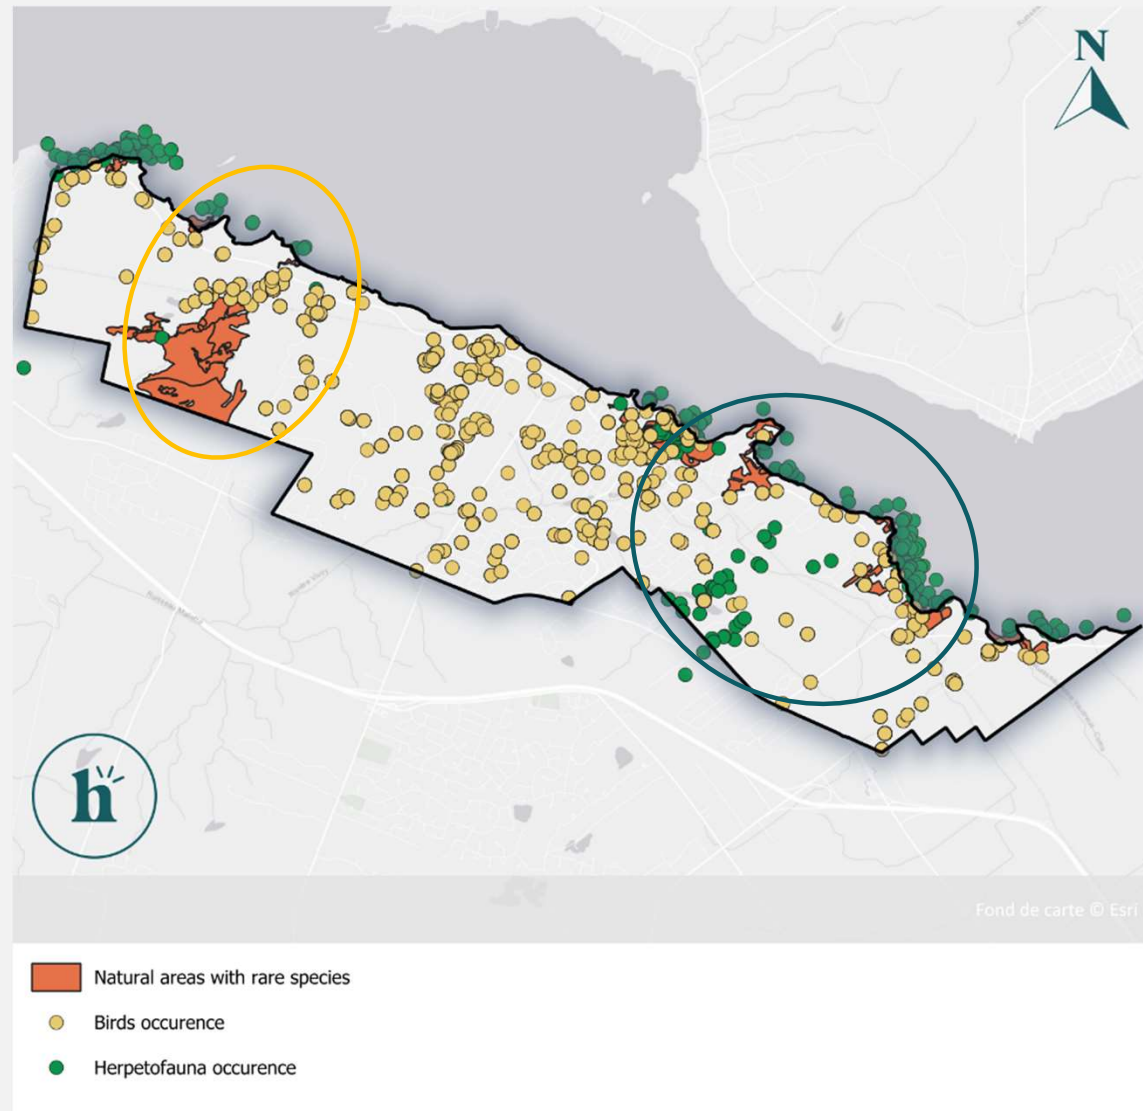 N
h
Fond de carte © Esri
Natural areas with rare species
Birds occurence
Herpetofauna occurence